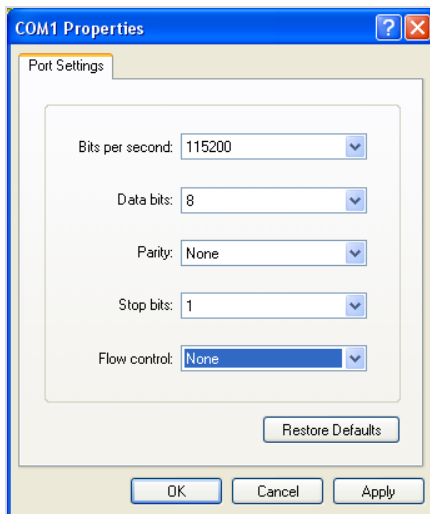 COM1 Properties
Port Settings
Bits per second: 115200
Data bits: 8
Parity: None
Stop bits: 1
Flow control: None
Restore Defaults
OK Cancel Apply